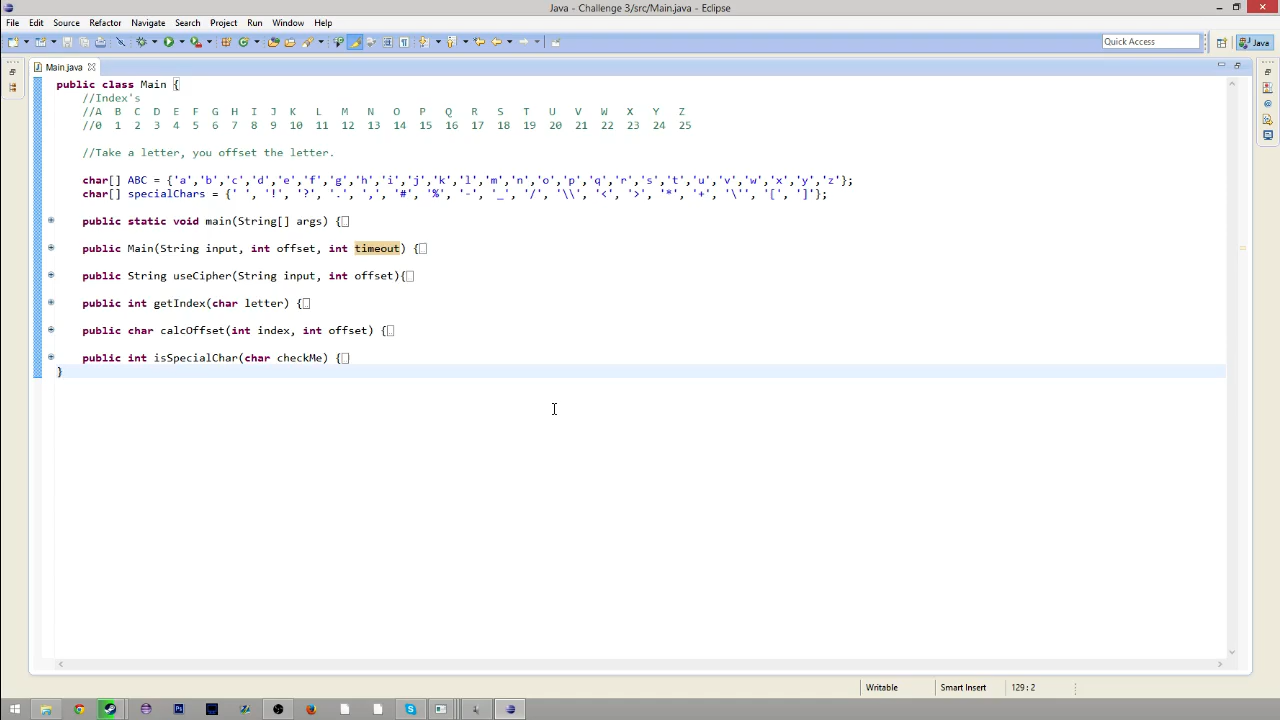 Java - Challenge 3/src/Main.java - Eclipse
File Edit Source Refactor Navigate Search Project Run Window Help
Quick Access
Java
Main.java
public class Main {
//Index's
//A B C D E F G H I J K L M N O P Q R S T U V W X Y Z
//0 1 2 3 4 5 6 7 8 9 10 11 12 13 14 15 16 17 18 19 20 21 22 23 24 25
//Take a letter, you offset the letter.
char[] ABC = {'a','b','c','d','e','f','g','h','i','j','k','l','m','n','o','p','q','r','s','t','u','v','w','x','y','z'};
char[] specialChars = {' ', '!', '?', '.', ',', '#', '%', '-', '_', '/', '\\', '<', '>', '*', '+', '\'', '[', ']'};
public static void main(String[] args) {
public Main(String input, int offset, int timeout) {
public String useCipher(String input, int offset){
public int getIndex(char letter) {
public char calcOffset(int index, int offset) {
public int isSpecialChar(char checkMe) {
}
Writable Smart Insert 129 : 2